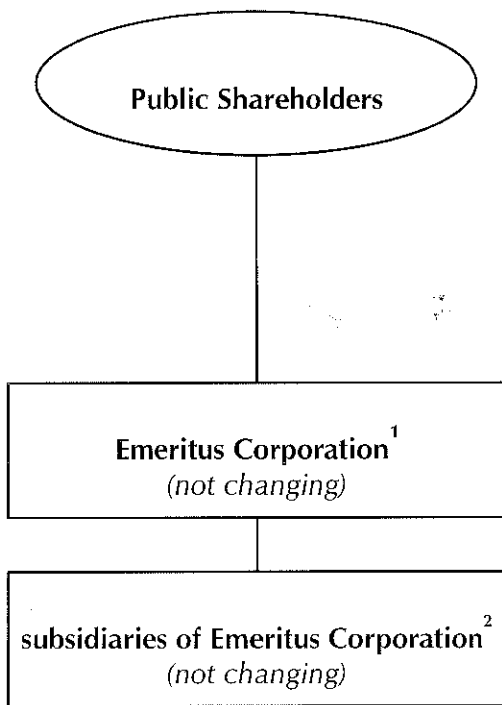 Public Shareholders
Emeritus Corporation¹
(not changing)
subsidiaries of Emeritus Corporation²
(not changing)